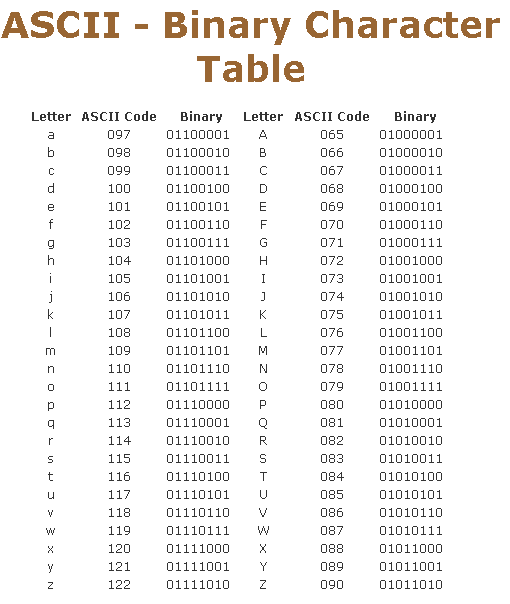 ASCII - Binary Character
Table
Letter ASCII Code Binary Letter ASCII Code Binary
a 097 01100001 A 065 01000001
b 098 01100010 B 066 01000010
c 099 01100011 C 067 01000011
d 100 01100100 D 068 01000100
e 101 01100101 E 069 01000101
f 102 01100110 F 070 01000110
g 103 01100111 G 071 01000111
h 104 01101000 H 072 01001000
i 105 01101001 I 073 01001001
j 106 01101010 J 074 01001010
k 107 01101011 K 075 01001011
l 108 01101100 L 076 01001100
m 109 01101101 M 077 01001101
n 110 01101110 N 078 01001110
o 111 01101111 O 079 01001111
p 112 01110000 P 080 01010000
q 113 01110001 Q 081 01010001
r 114 01110010 R 082 01010010
s 115 01110011 S 083 01010011
t 116 01110100 T 084 01010100
u 117 01110101 U 085 01010101
v 118 01110110 V 086 01010110
w 119 01110111 W 087 01010111
x 120 01111000 X 088 01011000
y 121 01111001 Y 089 01011001
z 122 01111010 Z 090 01011010